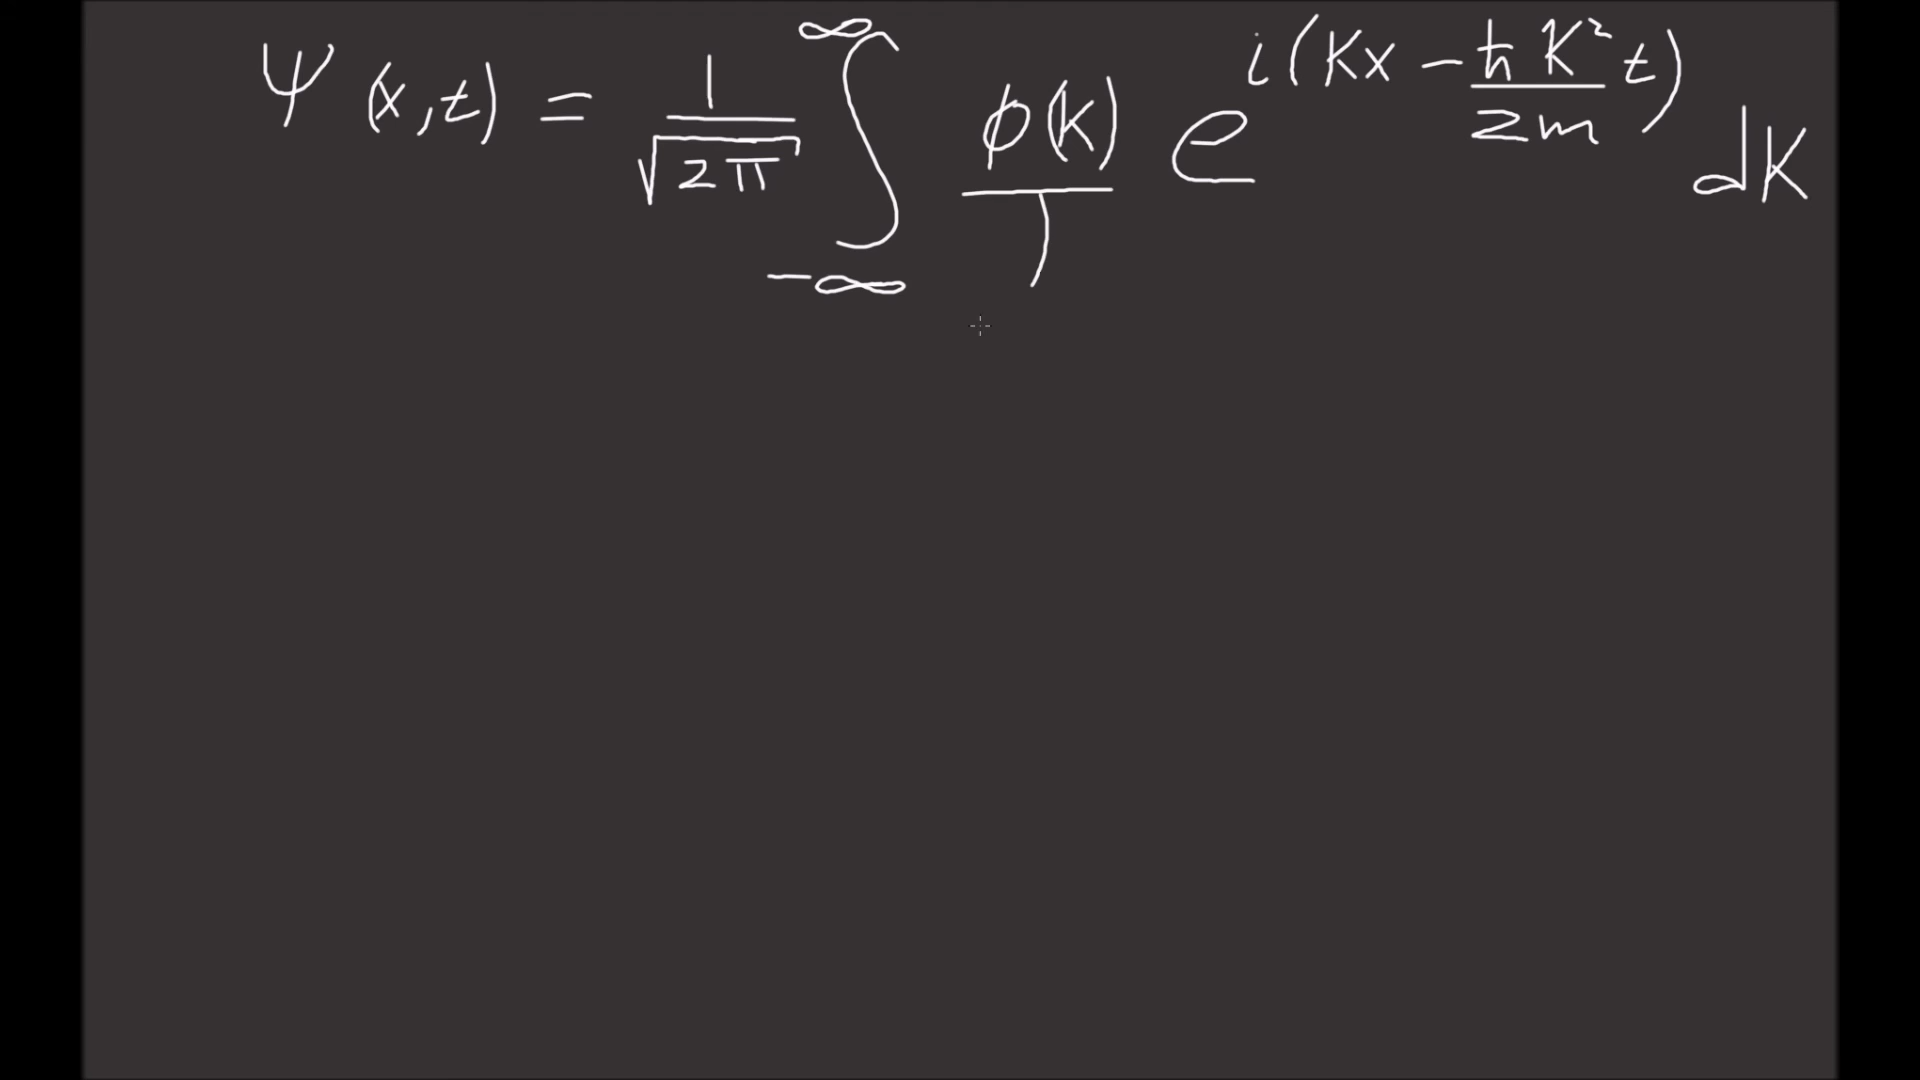 Ψ(x,t) = 1/√2π ∫_{-∞}^{∞} ϕ(k) e^{i(kx - ħk²/2m t)} dk